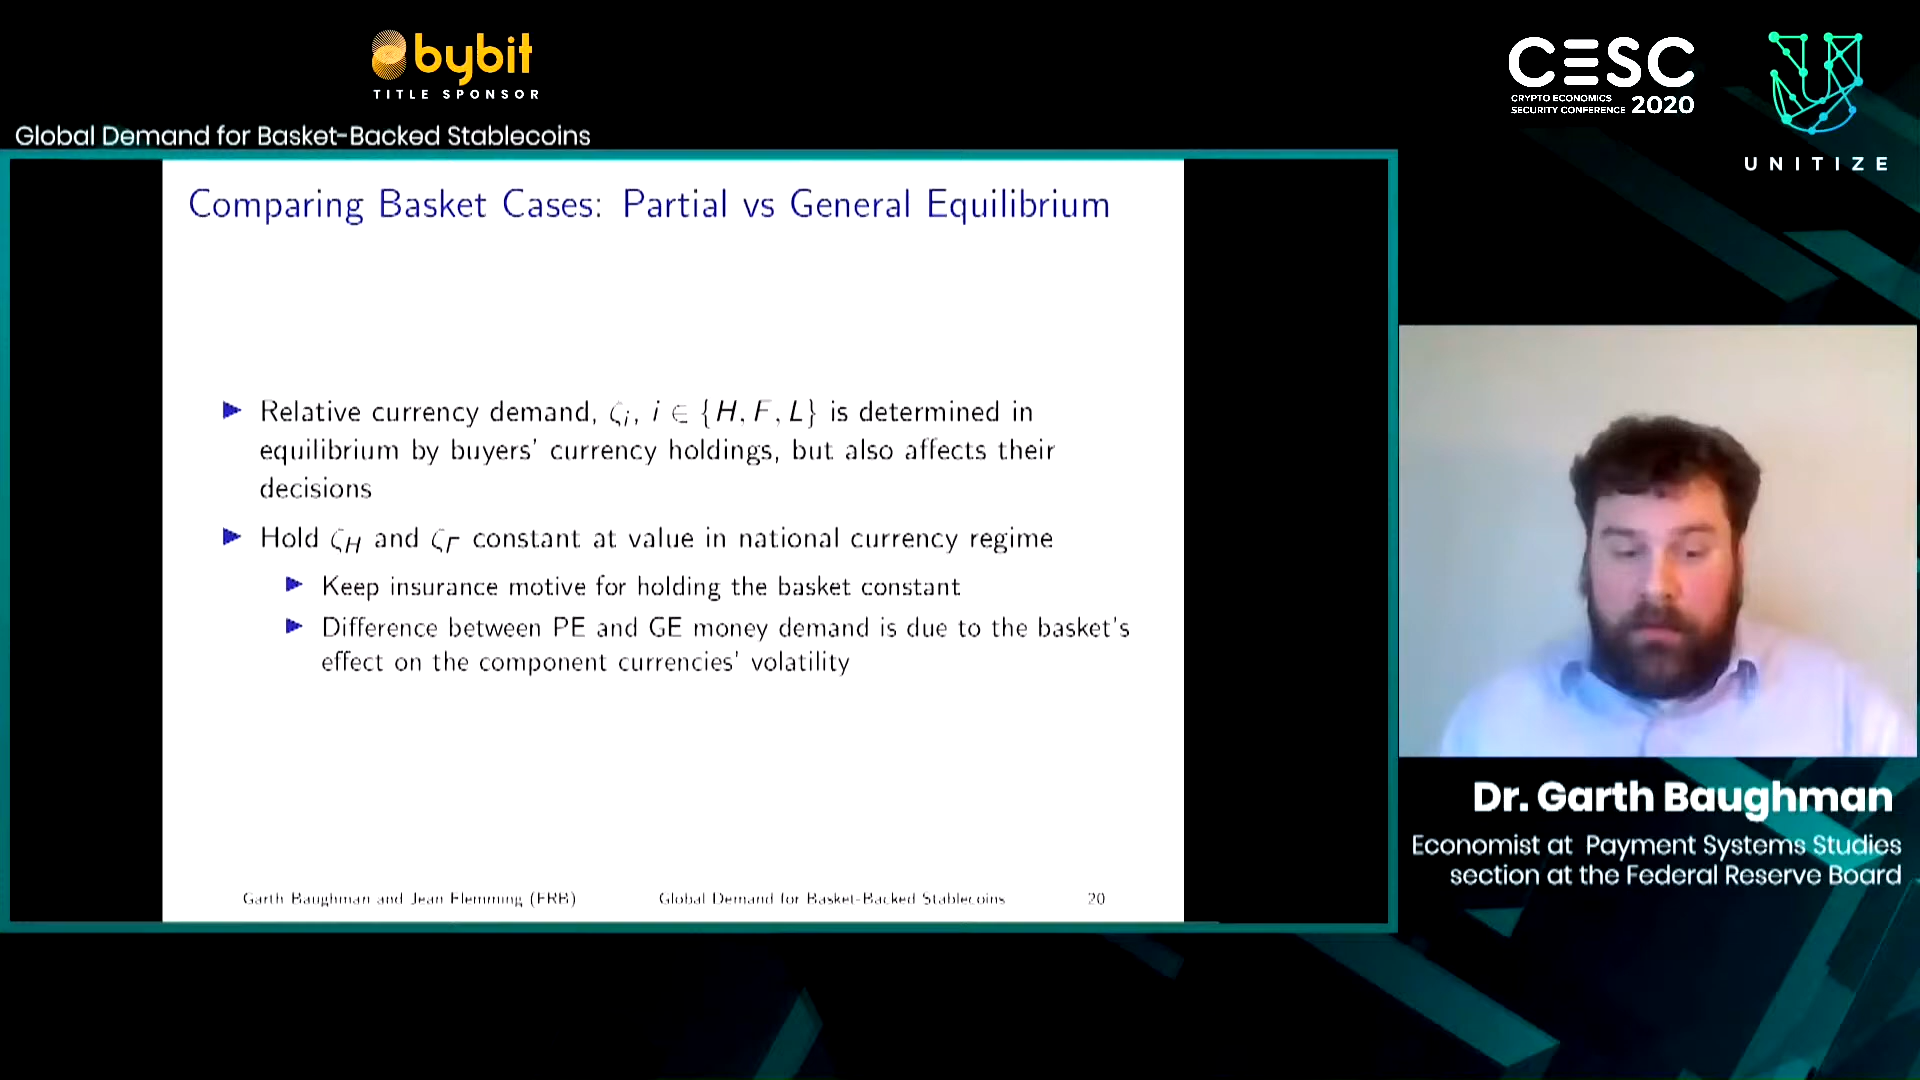 bybit
TITLE SPONSOR
CESC
CRYPTO ECONOMICS
SECURITY CONFERENCE 2020
UNITIZE
Global Demand for Basket-Backed Stablecoins
Comparing Basket Cases: Partial vs General Equilibrium
▶ Relative currency demand, ζ_i, i ∈ {H, F, L} is determined in
equilibrium by buyers' currency holdings, but also affects their
decisions
▶ Hold ζ_H and ζ_F constant at value in national currency regime
▶ Keep insurance motive for holding the basket constant
▶ Difference between PE and GE money demand is due to the basket's
effect on the component currencies' volatility
Garth Baughman and Jean Flemming (FRB) Global Demand for Basket-Backed Stablecoins 20
Dr. Garth Baughman
Economist at Payment Systems Studies
section at the Federal Reserve Board